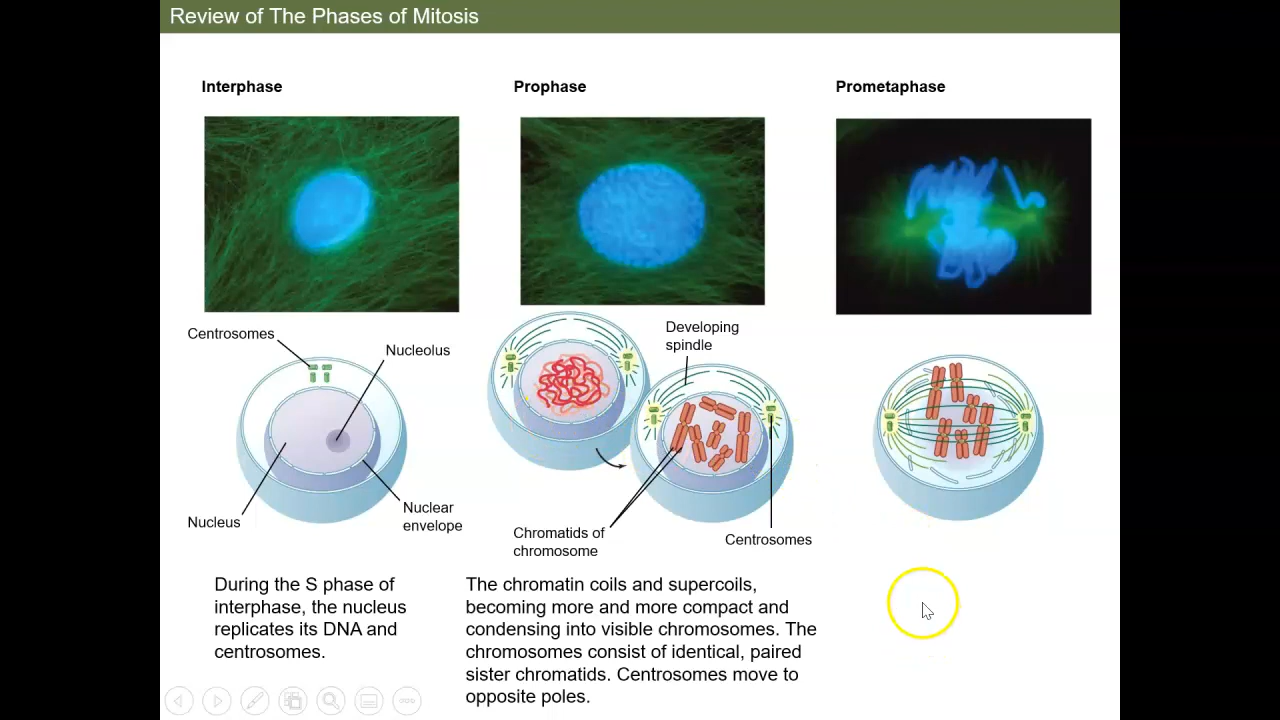 Review of The Phases of Mitosis
Interphase
Prophase
Prometaphase
Centrosomes
Nucleolus
Nucleus
Nuclear
envelope
Developing
spindle
Chromatids of
chromosome
Centrosomes
During the S phase of
interphase, the nucleus
replicates its DNA and
centrosomes.
The chromatin coils and supercoils,
becoming more and more compact and
condensing into visible chromosomes. The
chromosomes consist of identical, paired
sister chromatids. Centrosomes move to
opposite poles.